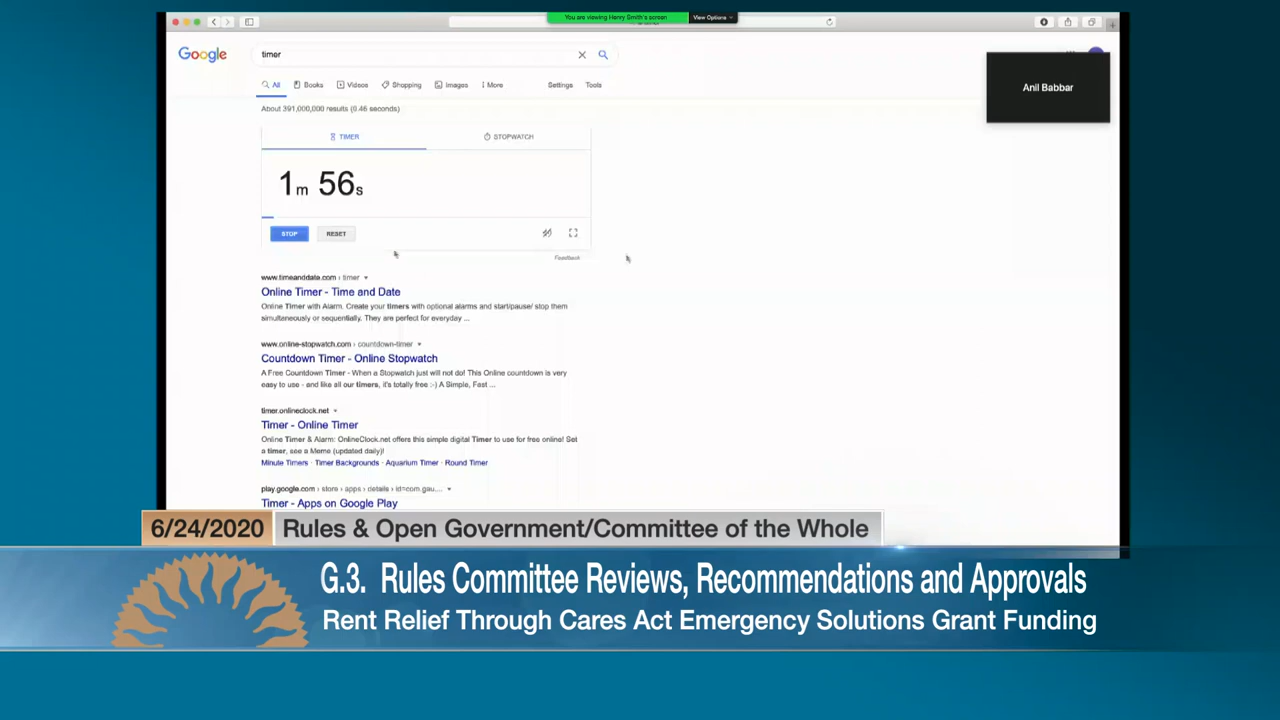 You are viewing Henry Smith's screen
View Options
Google
timer
All
Books
Videos
Shopping
Images
More
Settings
Tools
About 391,000,000 results (0.46 seconds)
Anil Babbar
TIMER
STOPWATCH
1m 56s
STOP
RESET
Feedback
www.timeanddate.com › timer
Online Timer - Time and Date
Online Timer with Alarm. Create your timers with optional alarms and start/pause/ stop them
simultaneously or sequentially. They are perfect for everyday ...
www.online-stopwatch.com › countdown-timer
Countdown Timer - Online Stopwatch
A Free Countdown Timer - When a Stopwatch just will not do! This Online countdown is very
easy to use - and like all our timers, it's totally free :-) A Simple, Fast ...
timer.onlineclock.net
Timer - Online Timer
Online Timer & Alarm: OnlineClock.net offers this simple digital Timer to use for free online! Set
a timer, see a Meme (updated daily)!
Minute Timers · Timer Backgrounds · Aquarium Timer · Round Timer
play.google.com › store › apps › details › id=com.gau,...
Timer - Apps on Google Play
6/24/2020
Rules & Open Government/Committee of the Whole
G.3. Rules Committee Reviews, Recommendations and Approvals
Rent Relief Through Cares Act Emergency Solutions Grant Funding